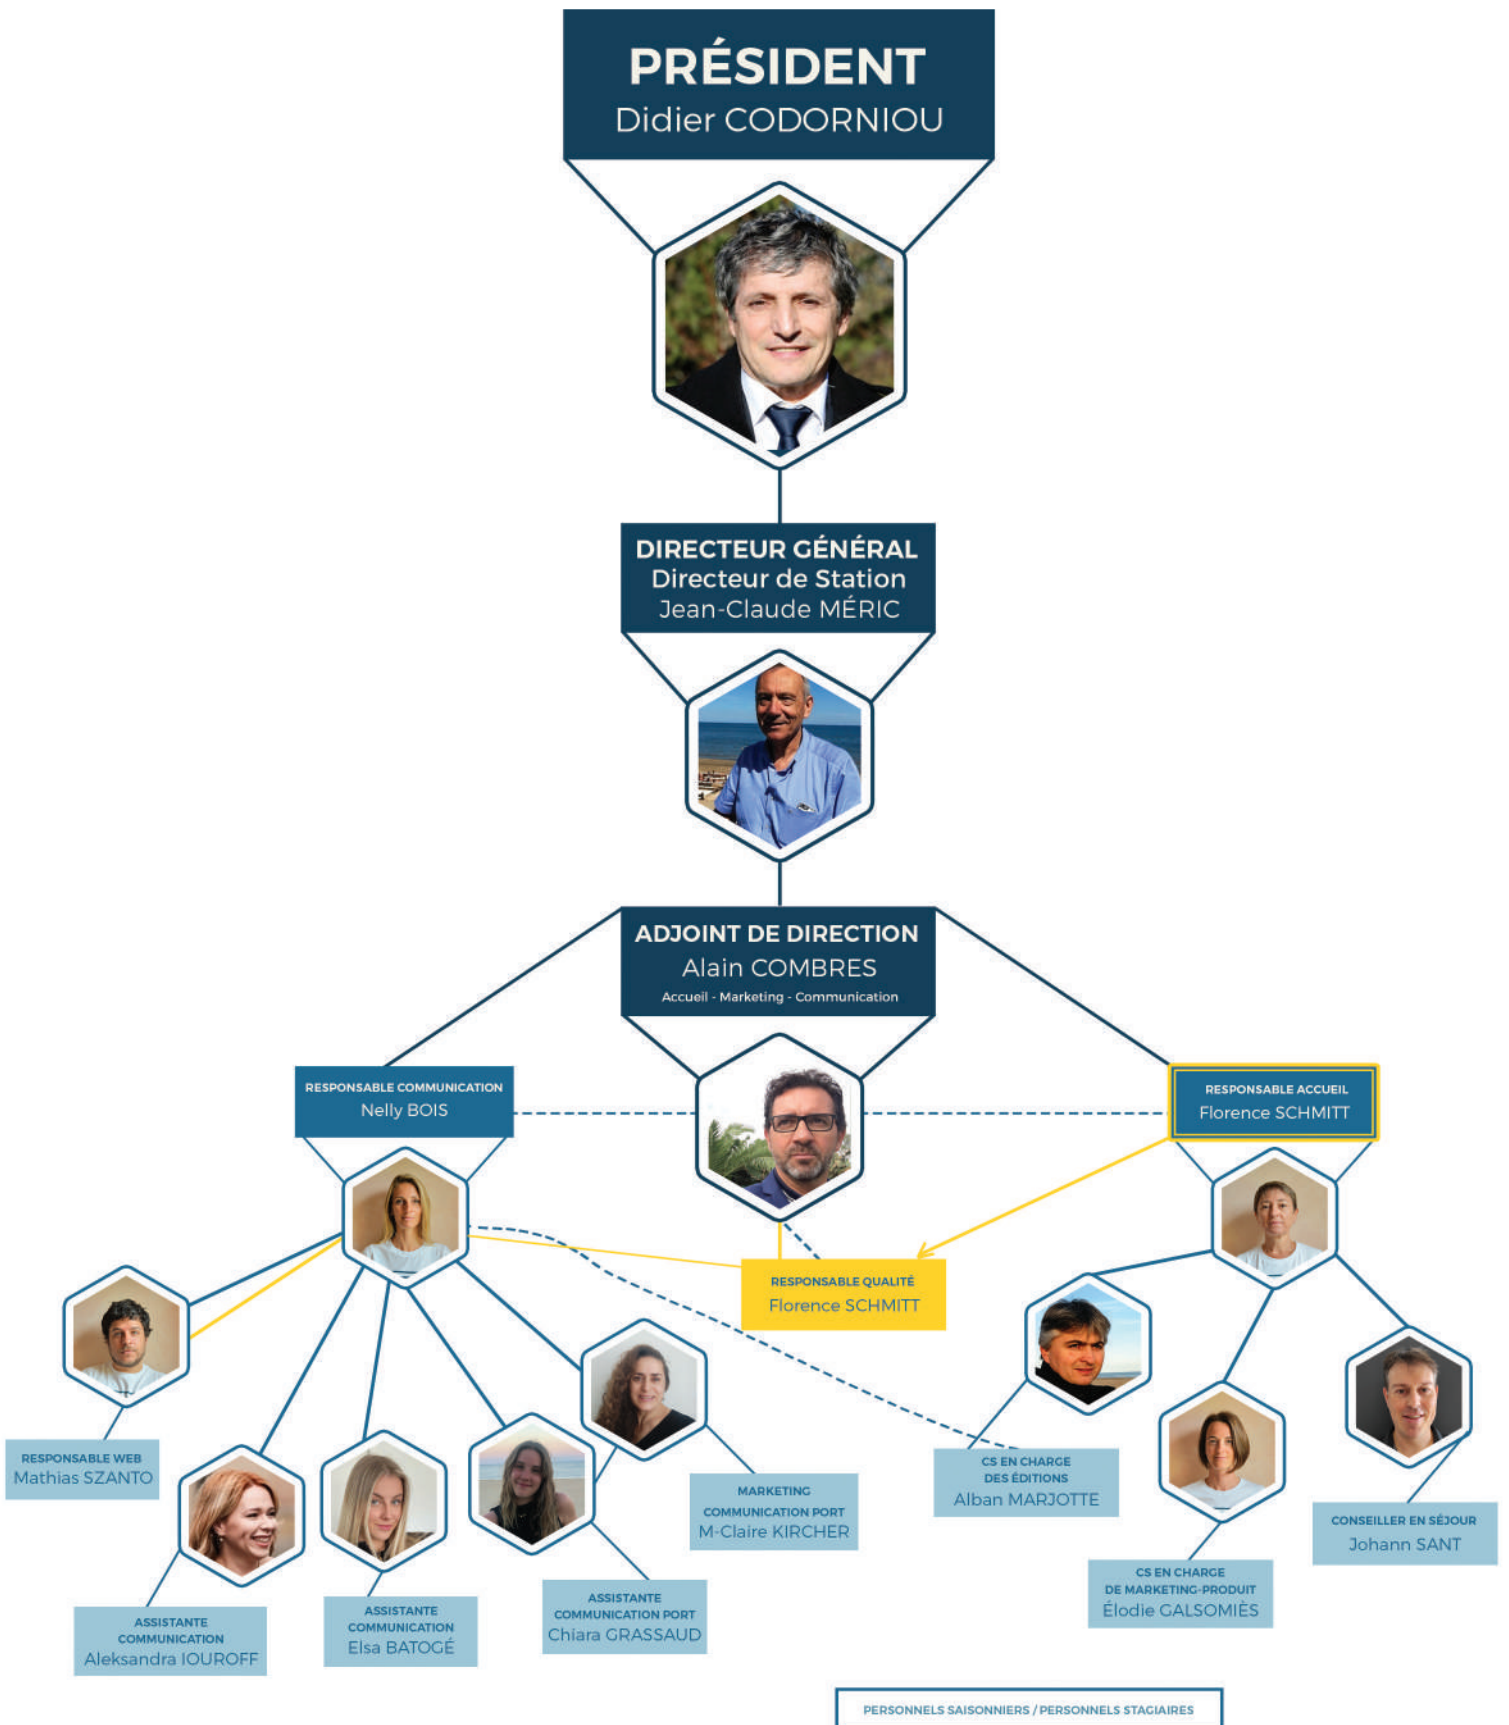 PRÉSIDENT
Didier CODORNIOU
DIRECTEUR GÉNÉRAL
Directeur de Station
Jean-Claude MÉRIC
ADJOINT DE DIRECTION
Alain COMBRES
Accueil - Marketing - Communication
RESPONSABLE COMMUNICATION
Nelly BOIS
RESPONSABLE ACCUEIL
Florence SCHMITT
RESPONSABLE QUALITÉ
Florence SCHMITT
RESPONSABLE WEB
Mathias SZANTO
ASSISTANTE
COMMUNICATION
Aleksandra IOUROFF
ASSISTANTE
COMMUNICATION
Elsa BATOGÉ
ASSISTANTE
COMMUNICATION PORT
Chiara GRASSAUD
MARKETING
COMMUNICATION PORT
M-Claire KIRCHER
CS EN CHARGE
DES ÉDITIONS
Alban MARJOTTE
CS EN CHARGE
DE MARKETING-PRODUIT
Élodie GALSOMIÈS
CONSEILLER EN SÉJOUR
Johann SANT
PERSONNELS SAISONNIERS / PERSONNELS STAGIAIRES